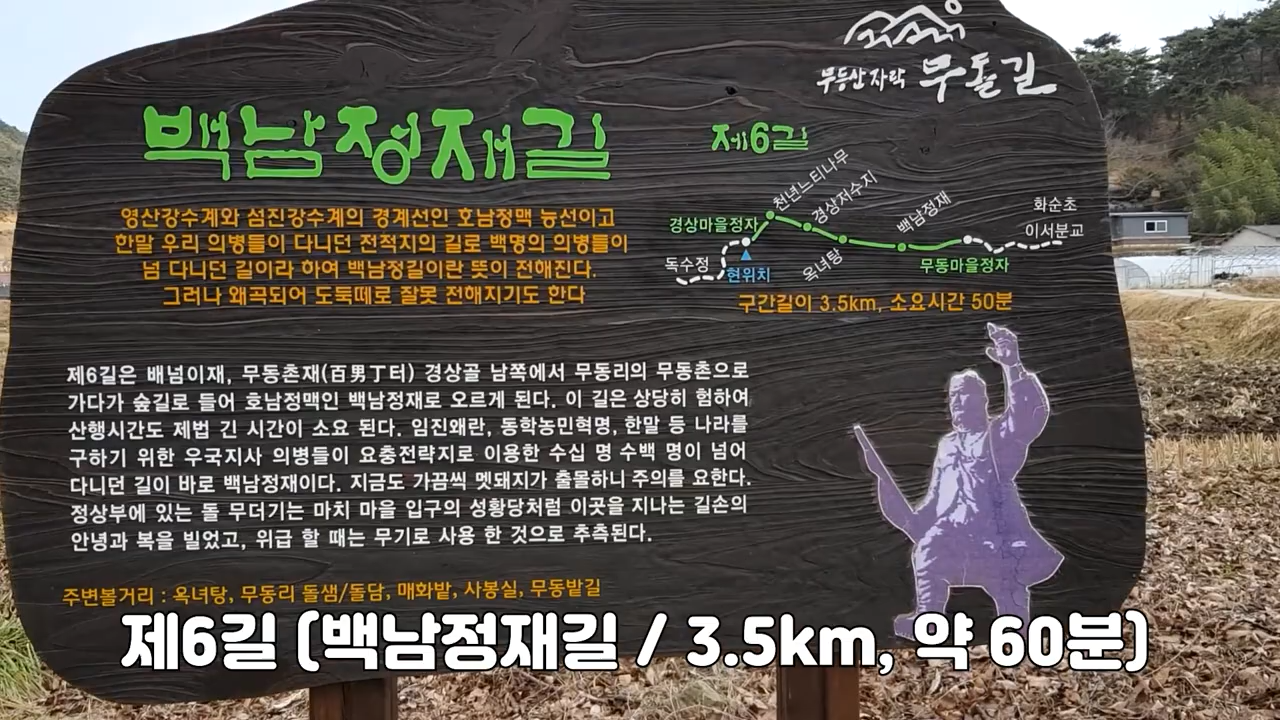 무등산 자락 무돌길
백남정재길
영산강수계와 섬진강수계의 경계선인 호남정맥 능선이고
한말 우리 의병들이 다니던 전적지의 길로 백명의 의병들이
넘 다니던 길이라 하여 백남정길이란 뜻이 전해진다.
그러나 왜곡되어 도둑떼로 잘못 전해지기도 한다
제6길
천년느티나무
경상저수지
백남정재
화순초
이서분교
경상마을정자
독수정
현위치
옥녀탕
무동마을정자
구간길이 3.5km, 소요시간 50분
제6길은 배넘이재, 무동촌재(百男丁터) 경상골 남쪽에서 무동리의 무동촌으로
가다가 숲길로 들어 호남정맥인 백남정재로 오르게 된다. 이 길은 상당히 험하여
산행시간도 제법 긴 시간이 소요 된다. 임진왜란, 동학농민혁명, 한말 등 나라를
구하기 위한 우국지사 의병들이 요충전략지로 이용한 수십 명 수백 명이 넘어
다니던 길이 바로 백남정재이다. 지금도 가끔씩 멧돼지가 출몰하니 주의를 요한다.
정상부에 있는 돌 무더기는 마치 마을 입구의 성황당처럼 이곳을 지나는 길손의
안녕과 복을 빌었고, 위급 할 때는 무기로 사용 한 것으로 추측된다.
주변볼거리 : 옥녀탕, 무동리 돌샘/돌담, 매화밭, 사봉실, 무동밭길
제6길 (백남정재길 / 3.5km, 약 60분)